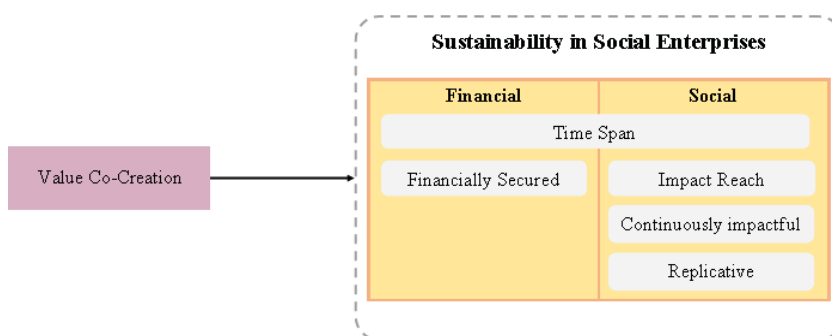 Sustainability in Social Enterprises
Financial
Social
Time Span
Value Co-Creation
Financially Secured
Impact Reach
Continuously impactful
Replicative